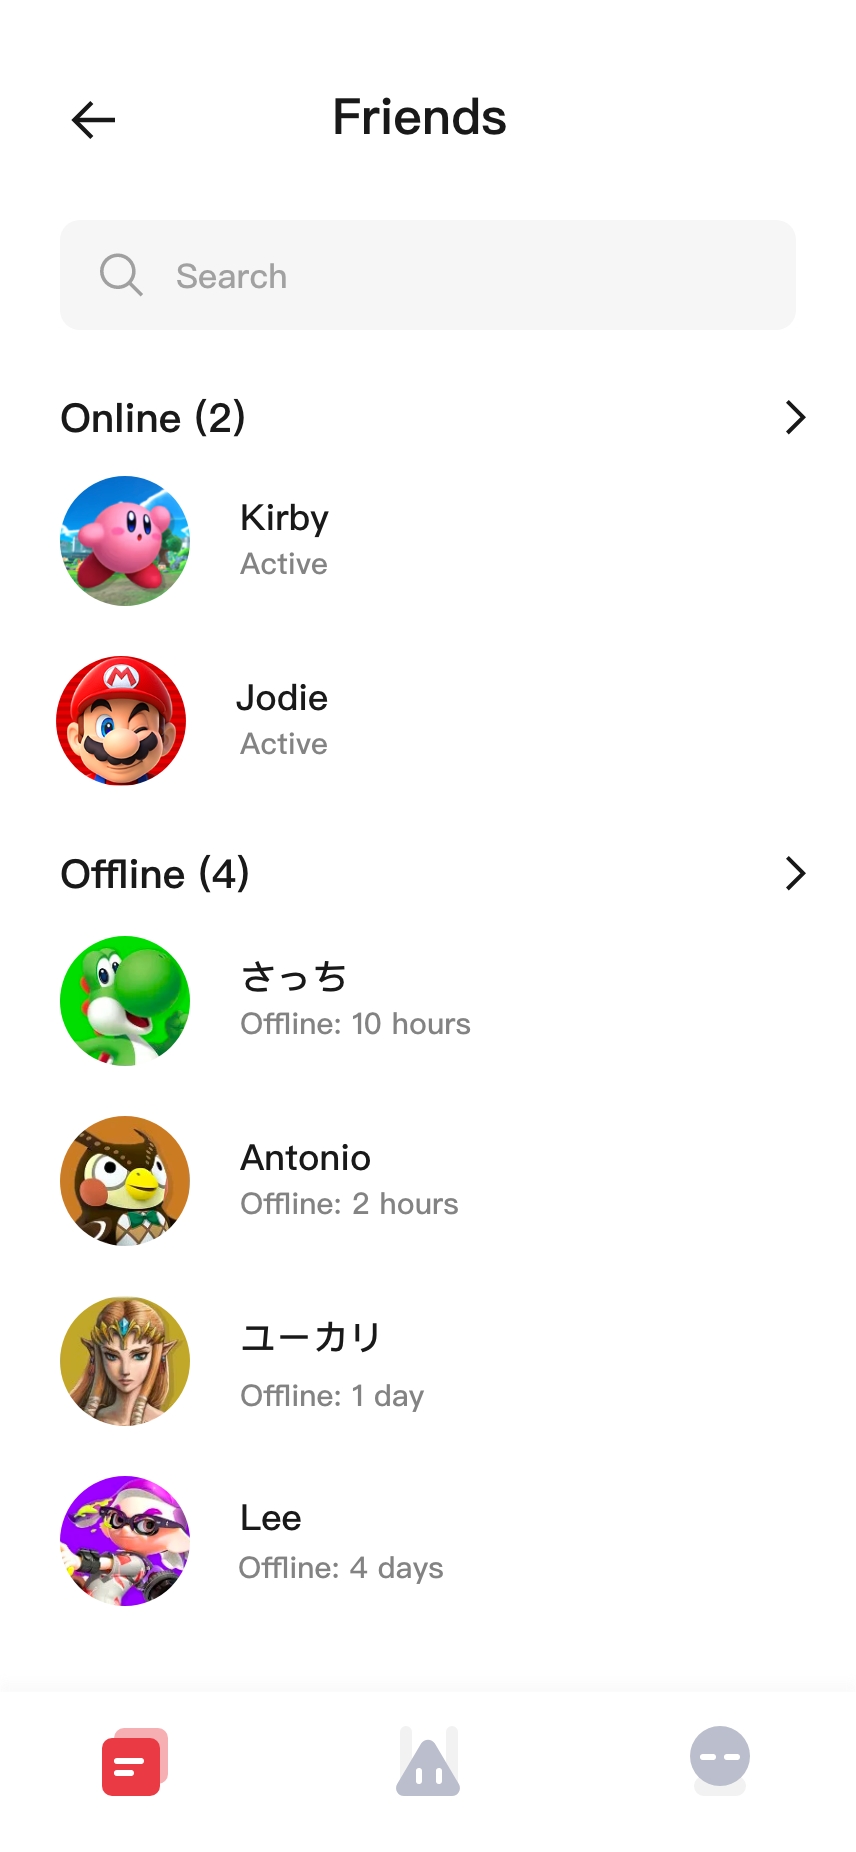 Friends
Search
Online (2)
Kirby
Active
Jodie
Active
Offline (4)
さっち
Offline: 10 hours
Antonio
Offline: 2 hours
ユーカリ
Offline: 1 day
Lee
Offline: 4 days